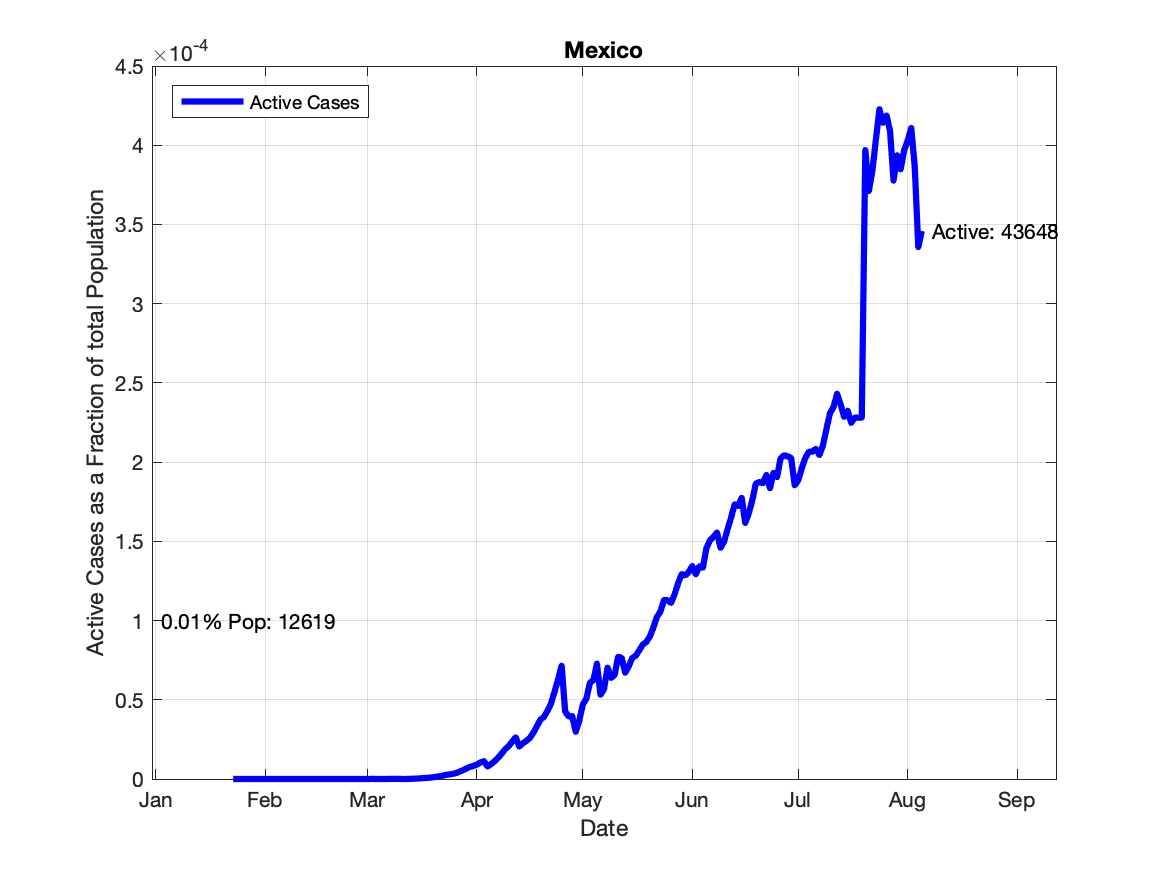 Mexico
×10-4
4.5
4
3.5
3
2.5
2
1.5
1
0.5
0
Active Cases as a Fraction of total Population
Active Cases
Active: 43648
0.01% Pop: 12619
Jan Feb Mar Apr May Jun Jul Aug Sep
Date